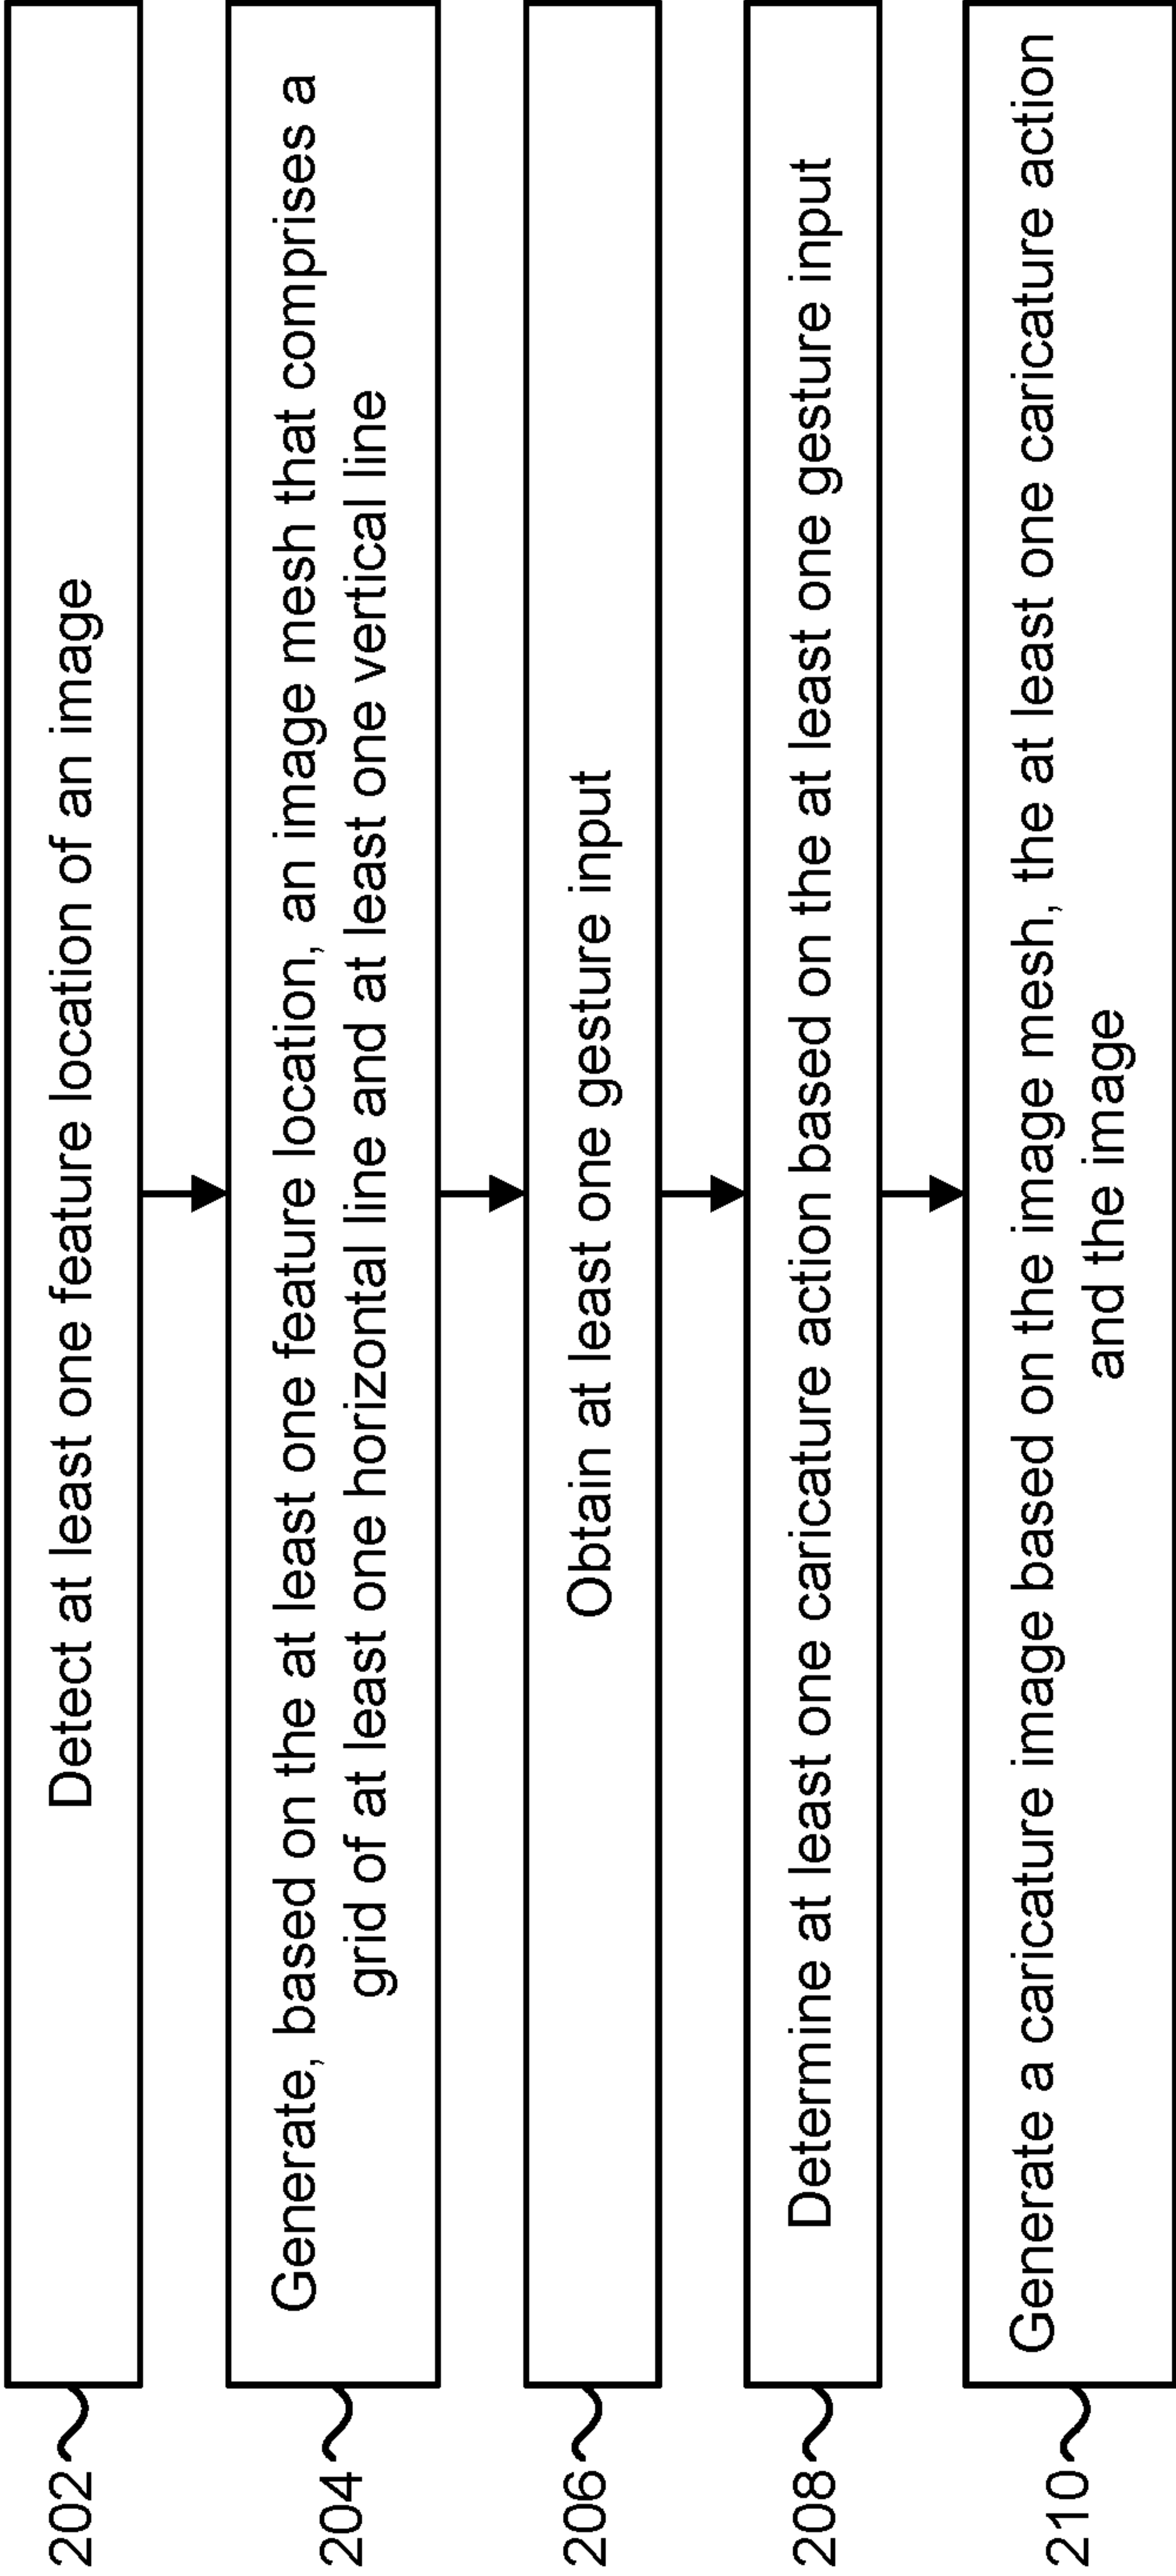 202
Detect at least one feature location of an image
204
Generate, based on the at least one feature location, an image mesh that comprises a
grid of at least one horizontal line and at least one vertical line
206
Obtain at least one gesture input
208
Determine at least one caricature action based on the at least one gesture input
210
Generate a caricature image based on the image mesh, the at least one caricature action
and the image